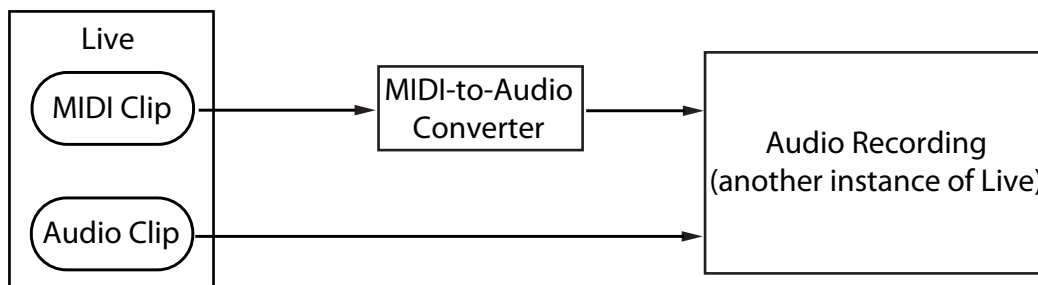 Live
MIDI Clip
MIDI-to-Audio
Converter
Audio Recording
(another instance of Live)
Audio Clip